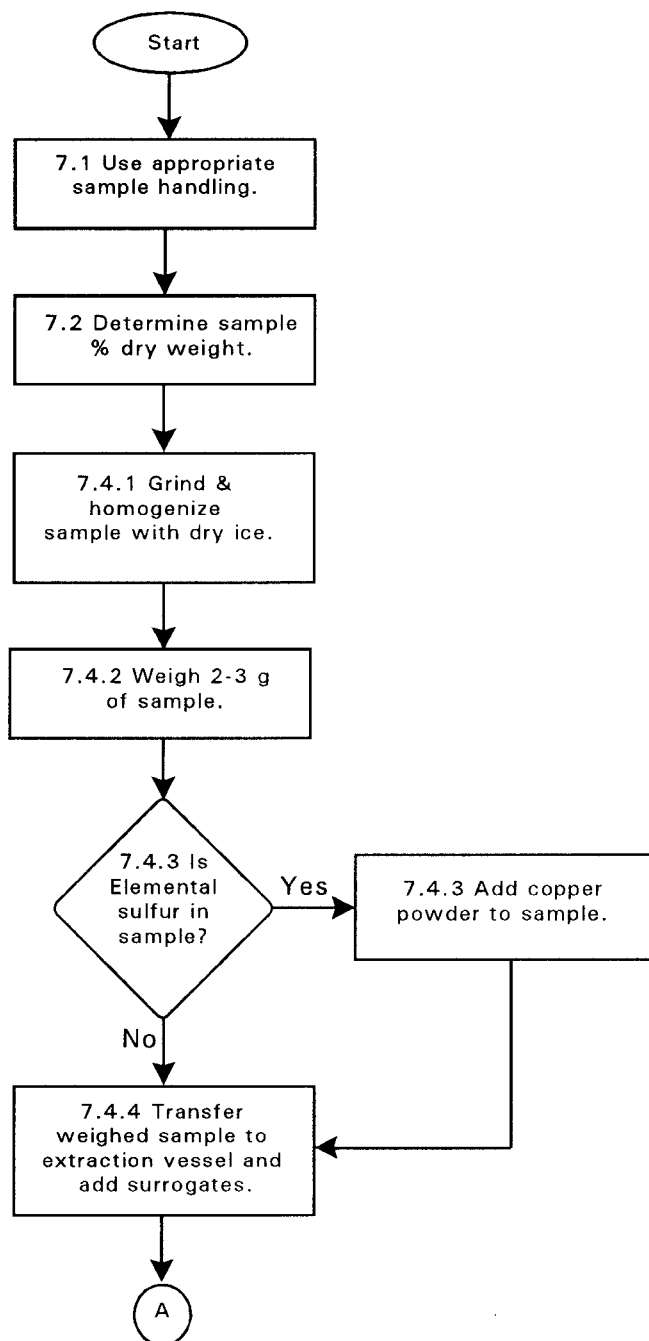 Start
7.1 Use appropriate
sample handling.
7.2 Determine sample
% dry weight.
7.4.1 Grind &
homogenize
sample with dry ice.
7.4.2 Weigh 2-3 g
of sample.
7.4.3 Is
Elemental
sulfur in
sample?
Yes
7.4.3 Add copper
powder to sample.
No
7.4.4 Transfer
weighed sample to
extraction vessel and
add surrogates.
A